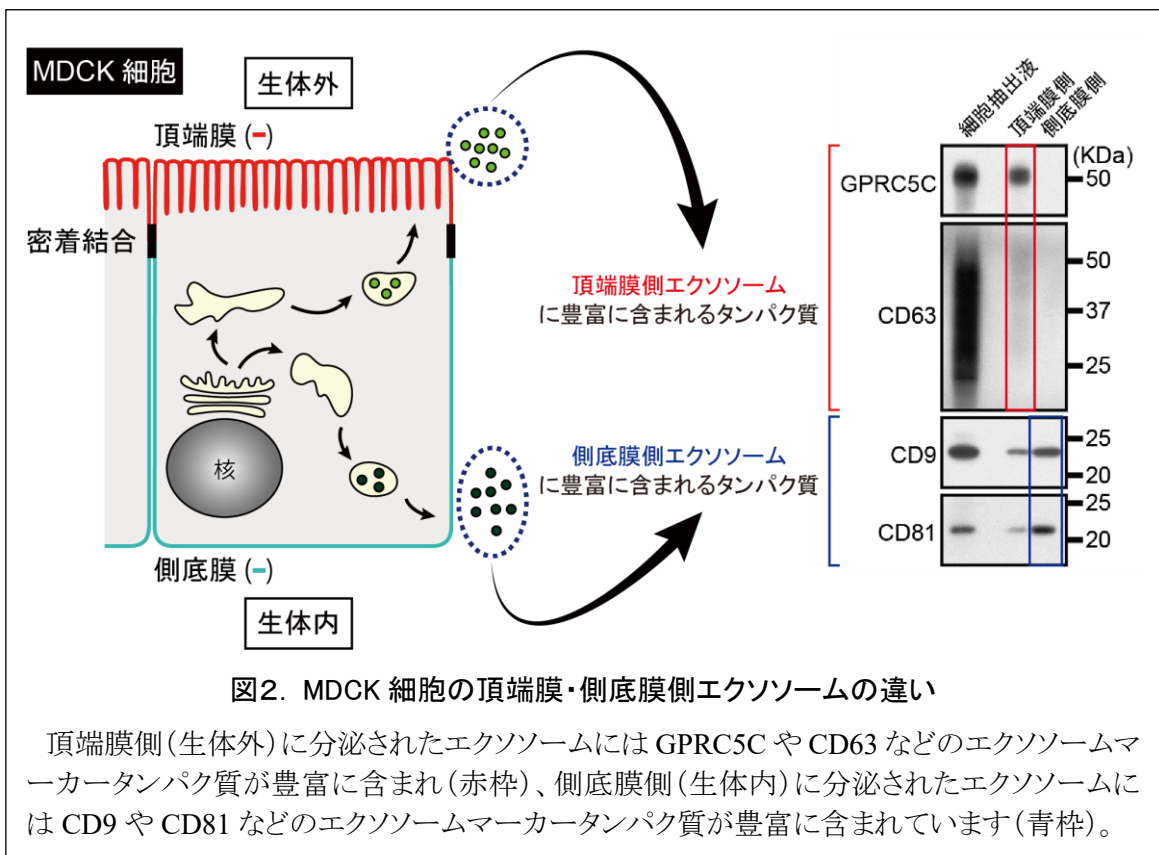 MDCK 細胞
生体外
頂端膜 (-)
密着結合
核
側底膜 (-)
生体内
頂端膜側エクソソーム
に豊富に含まれるタンパク質
側底膜側エクソソーム
に豊富に含まれるタンパク質
細胞抽出液
頂端膜側
側底膜側
(KDa)
GPRC5C
50
CD63
50
37
25
CD9
25
20
CD81
25
20
図2. MDCK 細胞の頂端膜・側底膜側エクソソームの違い
頂端膜側(生体外)に分泌されたエクソソームには GPRC5C や CD63 などのエクソソームマ
ーカータンパク質が豊富に含まれ(赤枠)、側底膜側(生体内)に分泌されたエクソソームに
は CD9 や CD81 などのエクソソームマーカータンパク質が豊富に含まれています(青枠)。